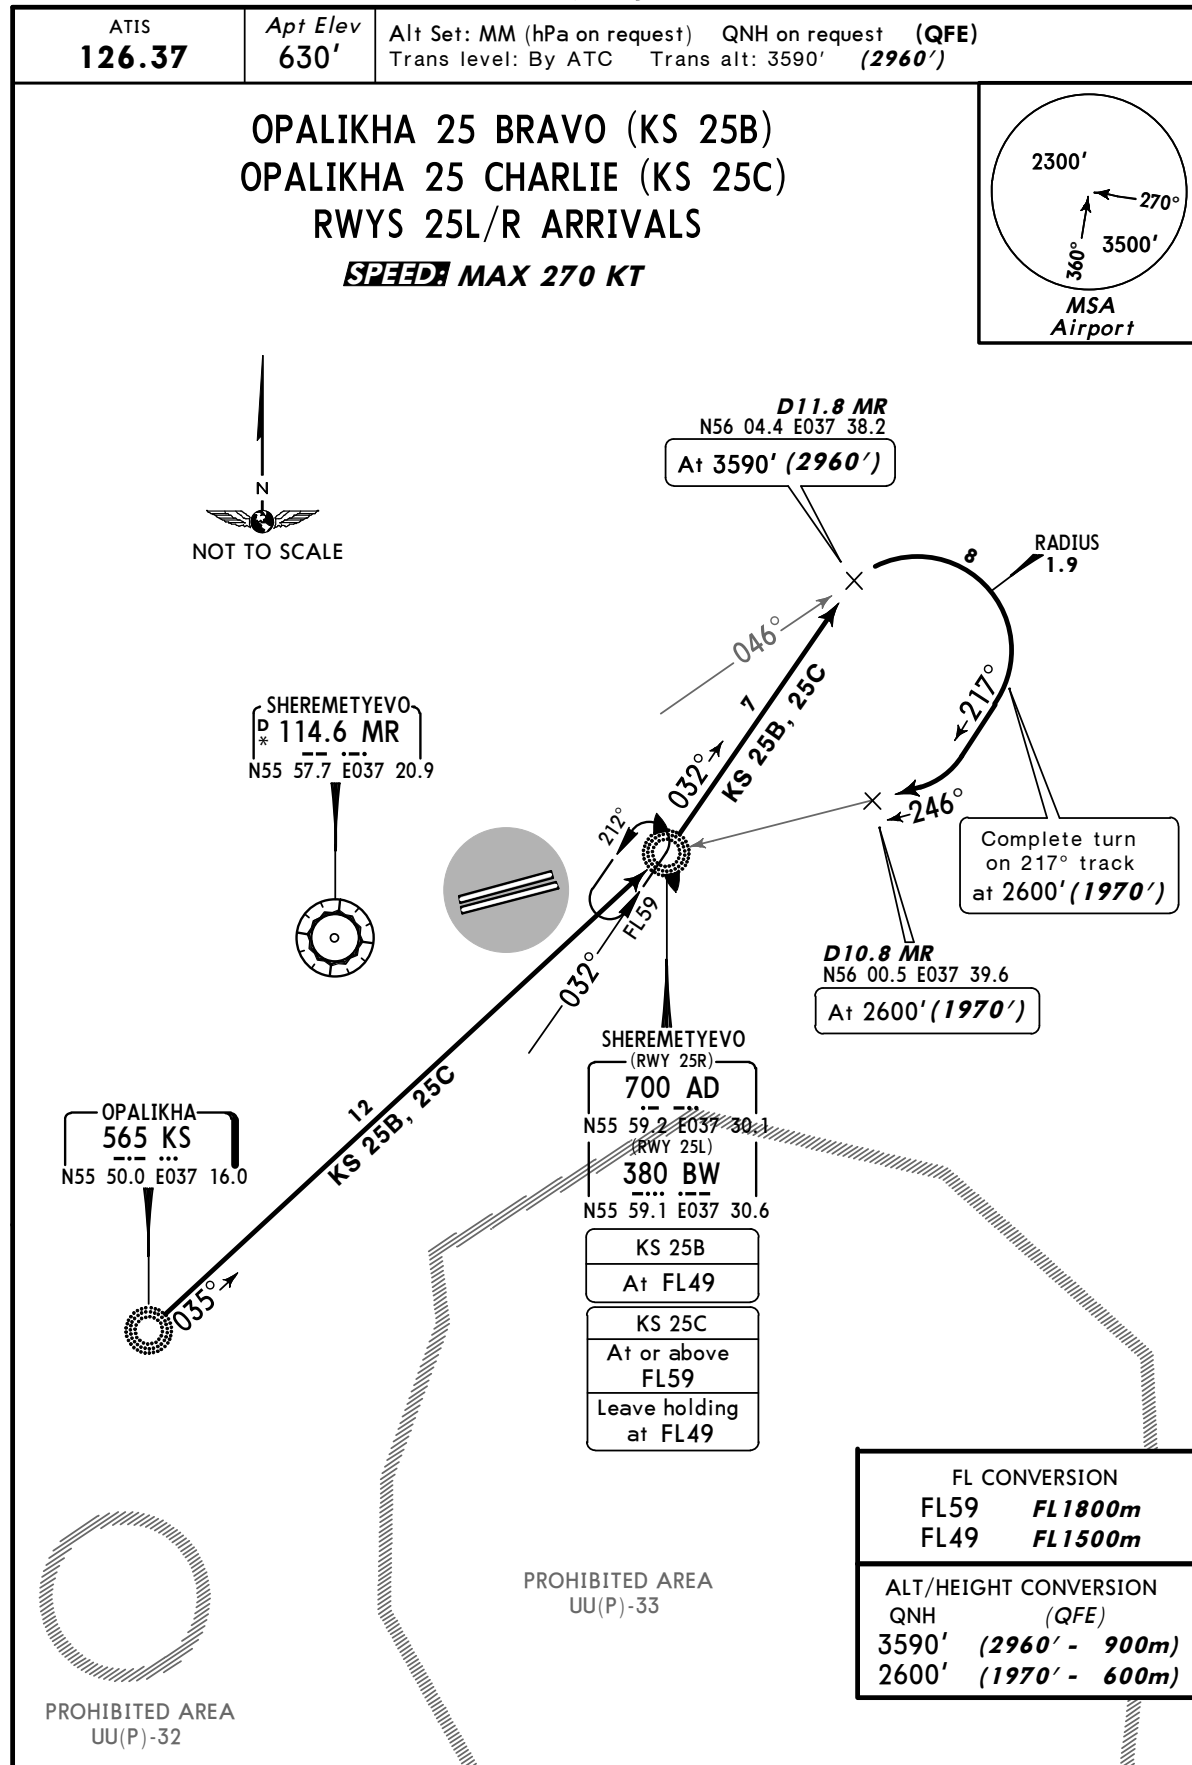 ATIS
126.37
Apt Elev
630'
Alt Set: MM (hPa on request) QNH on request (QFE)
Trans level: By ATC Trans alt: 3590' (2960')
OPALIKHA 25 BRAVO (KS 25B)
OPALIKHA 25 CHARLIE (KS 25C)
RWYS 25L/R ARRIVALS
SPEED: MAX 270 KT
2300'
270°
3500'
360°
MSA
Airport
N
NOT TO SCALE
D11.8 MR
N56 04.4 E037 38.2
At 3590' (2960')
8
RADIUS
1.9
046°
7
KS 25B, 25C
032°
217°
246°
SHEREMETYEVO
D
* 114.6 MR
N55 57.7 E037 20.9
212°
FL59
032°
Complete turn
on 217° track
at 2600' (1970')
D10.8 MR
N56 00.5 E037 39.6
At 2600' (1970')
SHEREMETYEVO
(RWY 25R)
700 AD
N55 59.2 E037 30.1
(RWY 25L)
380 BW
N55 59.1 E037 30.6
KS 25B
At FL49
KS 25C
At or above
FL59
Leave holding
at FL49
12
KS 25B, 25C
OPALIKHA
565 KS
N55 50.0 E037 16.0
035°
PROHIBITED AREA
UU(P)-33
PROHIBITED AREA
UU(P)-32
FL CONVERSION
FL59 FL1800m
FL49 FL1500m
ALT/HEIGHT CONVERSION
QNH (QFE)
3590' (2960' - 900m)
2600' (1970' - 600m)